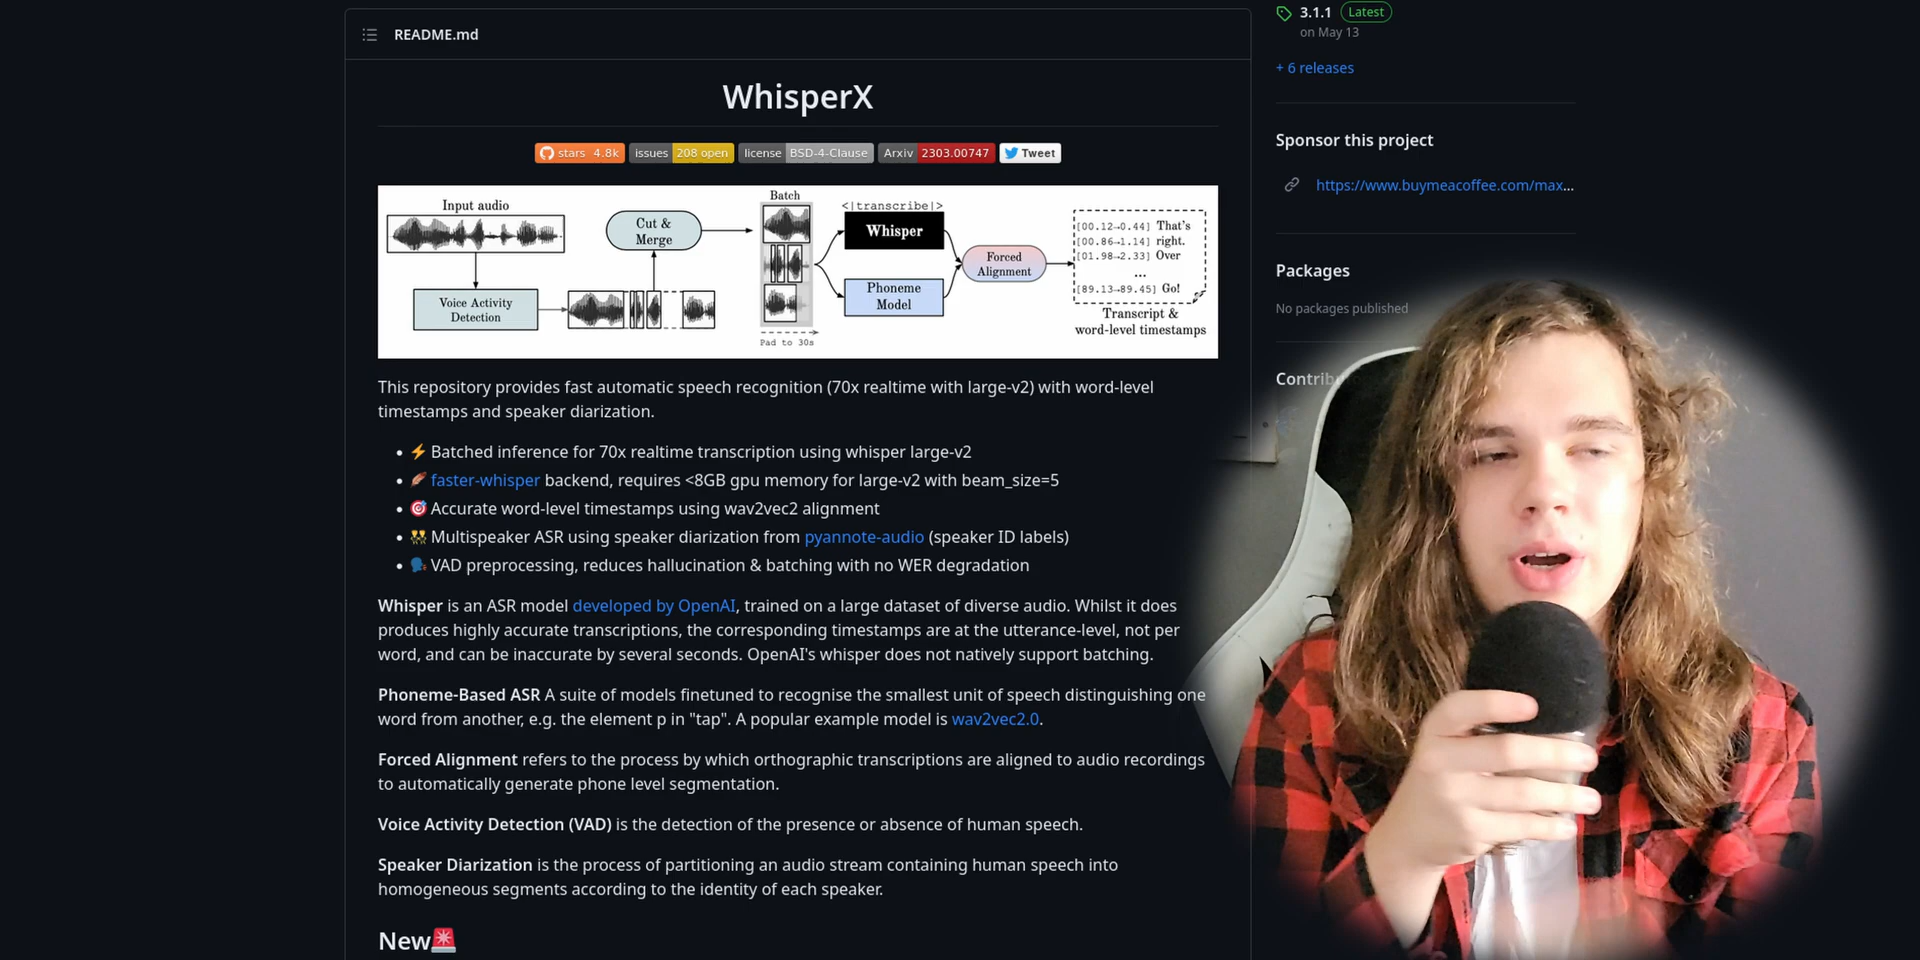 README.md
WhisperX
stars 4.8k issues 208 open license BSD-4-Clause Arxiv 2303.00747 Tweet
Input audio
Voice Activity
Detection
Cut &
Merge
Batch
Pad to 30s
<|transcribe|>
Whisper
Phoneme
Model
Forced
Alignment
[00.12→0.44] That's
[00.86→1.14] right.
[01.98→2.33] Over
...
[89.13→89.45] Go!
Transcript &
word-level timestamps
This repository provides fast automatic speech recognition (70x realtime with large-v2) with word-level
timestamps and speaker diarization.
• ⚡ Batched inference for 70x realtime transcription using whisper large-v2
• 🪶 faster-whisper backend, requires <8GB gpu memory for large-v2 with beam_size=5
• 🎯 Accurate word-level timestamps using wav2vec2 alignment
• 👯 Multispeaker ASR using speaker diarization from pyannote-audio (speaker ID labels)
• 🗣️ VAD preprocessing, reduces hallucination & batching with no WER degradation
Whisper is an ASR model developed by OpenAI, trained on a large dataset of diverse audio. Whilst it does
produces highly accurate transcriptions, the corresponding timestamps are at the utterance-level, not per
word, and can be inaccurate by several seconds. OpenAI's whisper does not natively support batching.
Phoneme-Based ASR A suite of models finetuned to recognise the smallest unit of speech distinguishing one
word from another, e.g. the element p in "tap". A popular example model is wav2vec2.0.
Forced Alignment refers to the process by which orthographic transcriptions are aligned to audio recordings
to automatically generate phone level segmentation.
Voice Activity Detection (VAD) is the detection of the presence or absence of human speech.
Speaker Diarization is the process of partitioning an audio stream containing human speech into
homogeneous segments according to the identity of each speaker.
New🚨
3.1.1 Latest
on May 13
+ 6 releases
Sponsor this project
https://www.buymeacoffee.com/max...
Packages
No packages published